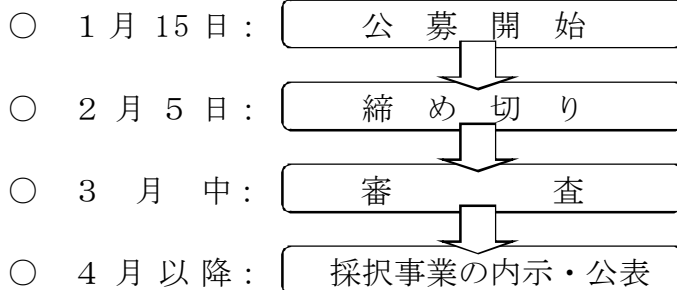 ○ １月15日： 公募開始
○ ２月５日： 締め切り
○ ３月中： 審査
○ ４月以降： 採択事業の内示・公表